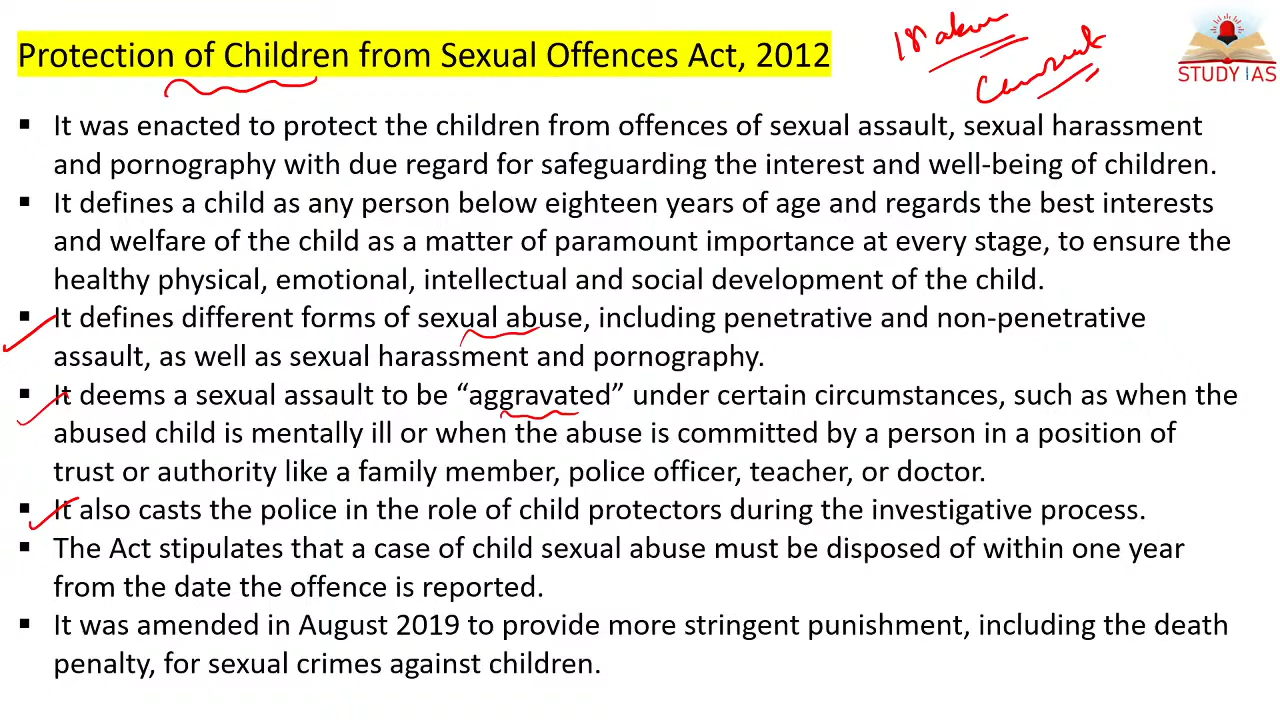 Protection of Children from Sexual Offences Act, 2012
18 above
Consent
STUDY IAS
▪ It was enacted to protect the children from offences of sexual assault, sexual harassment
and pornography with due regard for safeguarding the interest and well-being of children.
▪ It defines a child as any person below eighteen years of age and regards the best interests
and welfare of the child as a matter of paramount importance at every stage, to ensure the
healthy physical, emotional, intellectual and social development of the child.
▪ It defines different forms of sexual abuse, including penetrative and non-penetrative
assault, as well as sexual harassment and pornography.
▪ It deems a sexual assault to be “aggravated” under certain circumstances, such as when the
abused child is mentally ill or when the abuse is committed by a person in a position of
trust or authority like a family member, police officer, teacher, or doctor.
▪ It also casts the police in the role of child protectors during the investigative process.
▪ The Act stipulates that a case of child sexual abuse must be disposed of within one year
from the date the offence is reported.
▪ It was amended in August 2019 to provide more stringent punishment, including the death
penalty, for sexual crimes against children.